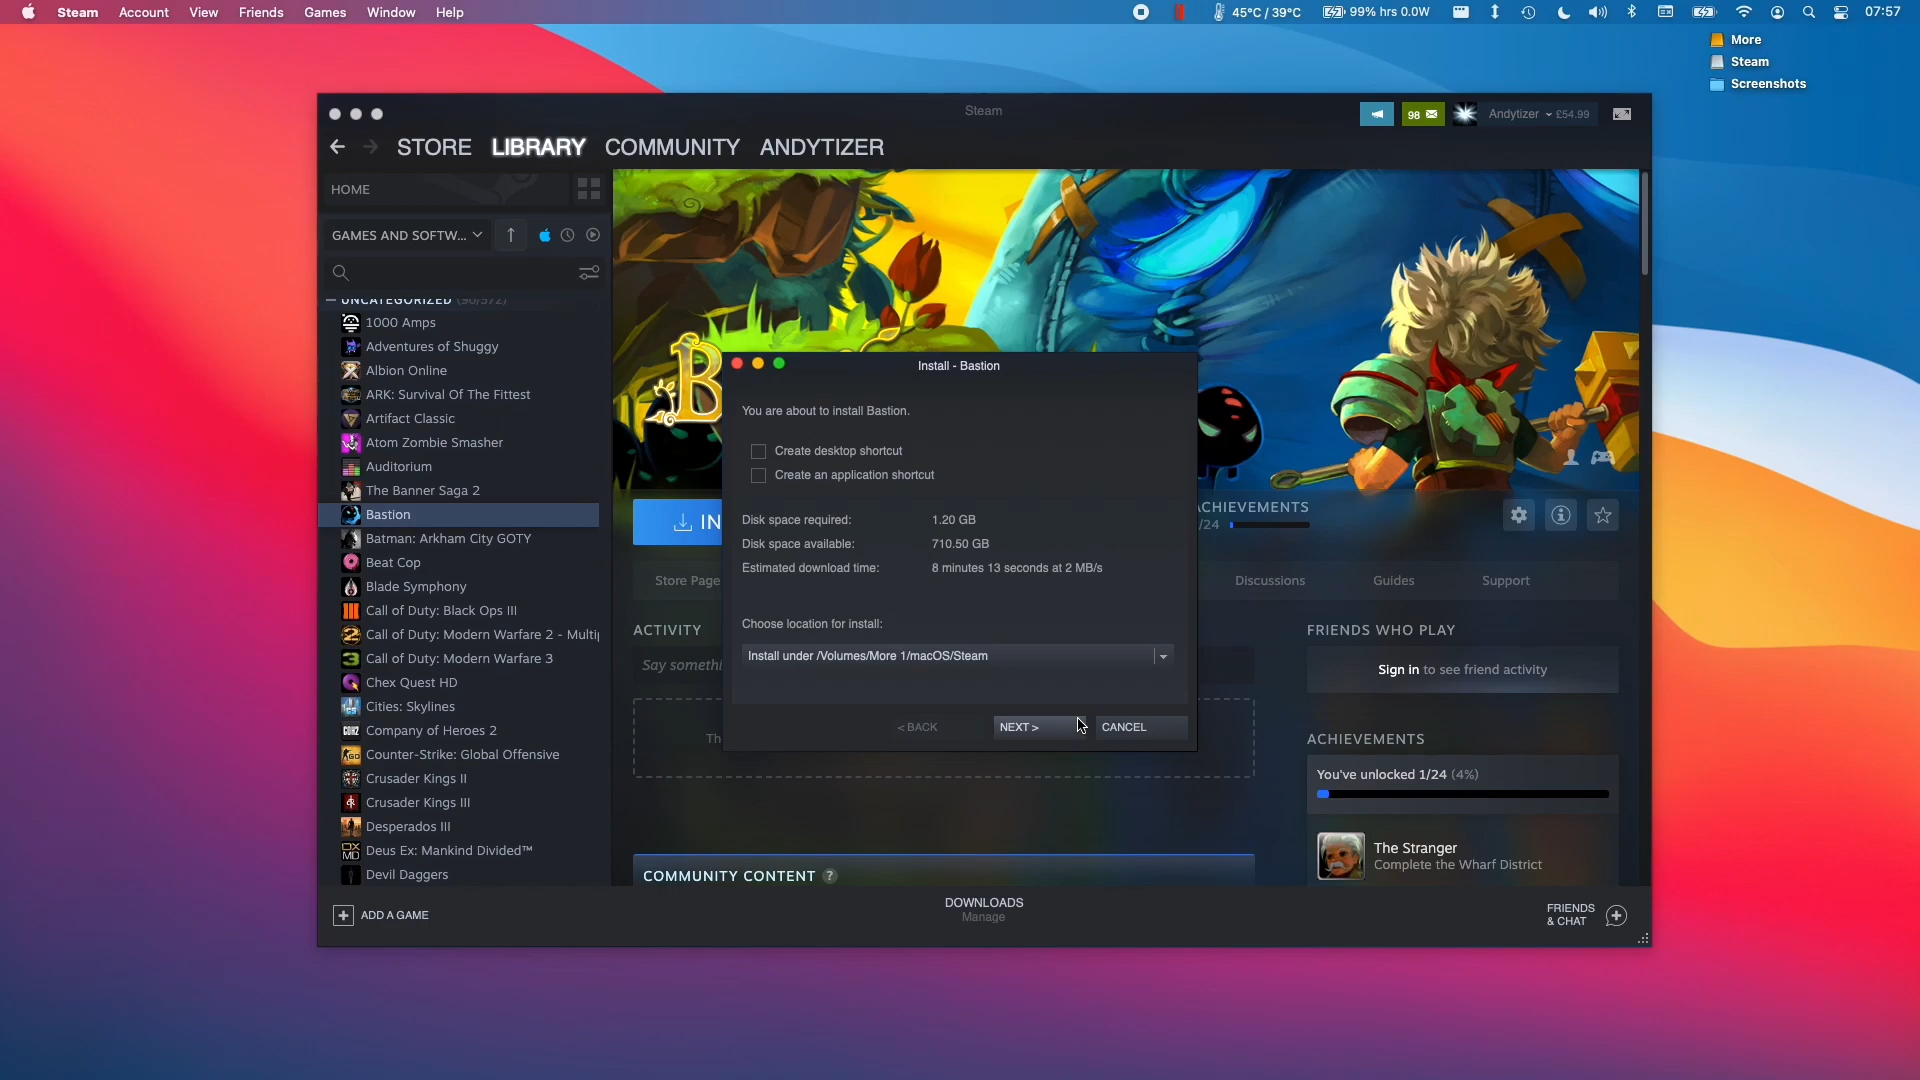 Steam Account View Friends Games Window Help
45°C / 39°C 99% hrs 0.0W 07:57
More
Steam
Screenshots
Steam
98 Andytizer £54.99
STORE LIBRARY COMMUNITY ANDYTIZER
HOME
GAMES AND SOFTW...
UNCATEGORIZED (90/572)
1000 Amps
Adventures of Shuggy
Albion Online
ARK: Survival Of The Fittest
Artifact Classic
Atom Zombie Smasher
Auditorium
The Banner Saga 2
Bastion
Batman: Arkham City GOTY
Beat Cop
Blade Symphony
Call of Duty: Black Ops III
Call of Duty: Modern Warfare 2 - Multi
Call of Duty: Modern Warfare 3
Chex Quest HD
Cities: Skylines
Company of Heroes 2
Counter-Strike: Global Offensive
Crusader Kings II
Crusader Kings III
Desperados III
Deus Ex: Mankind Divided™
Devil Daggers
B
IN
CHIEVEMENTS
/24
Store Page
Discussions Guides Support
ACTIVITY
Say someth
Th
Install - Bastion
You are about to install Bastion.
Create desktop shortcut
Create an application shortcut
Disk space required: 1.20 GB
Disk space available: 710.50 GB
Estimated download time: 8 minutes 13 seconds at 2 MB/s
Choose location for install:
Install under /Volumes/More 1/macOS/Steam
< BACK NEXT > CANCEL
FRIENDS WHO PLAY
Sign in to see friend activity
ACHIEVEMENTS
You've unlocked 1/24 (4%)
The Stranger
Complete the Wharf District
COMMUNITY CONTENT ?
ADD A GAME
DOWNLOADS
Manage
FRIENDS
& CHAT